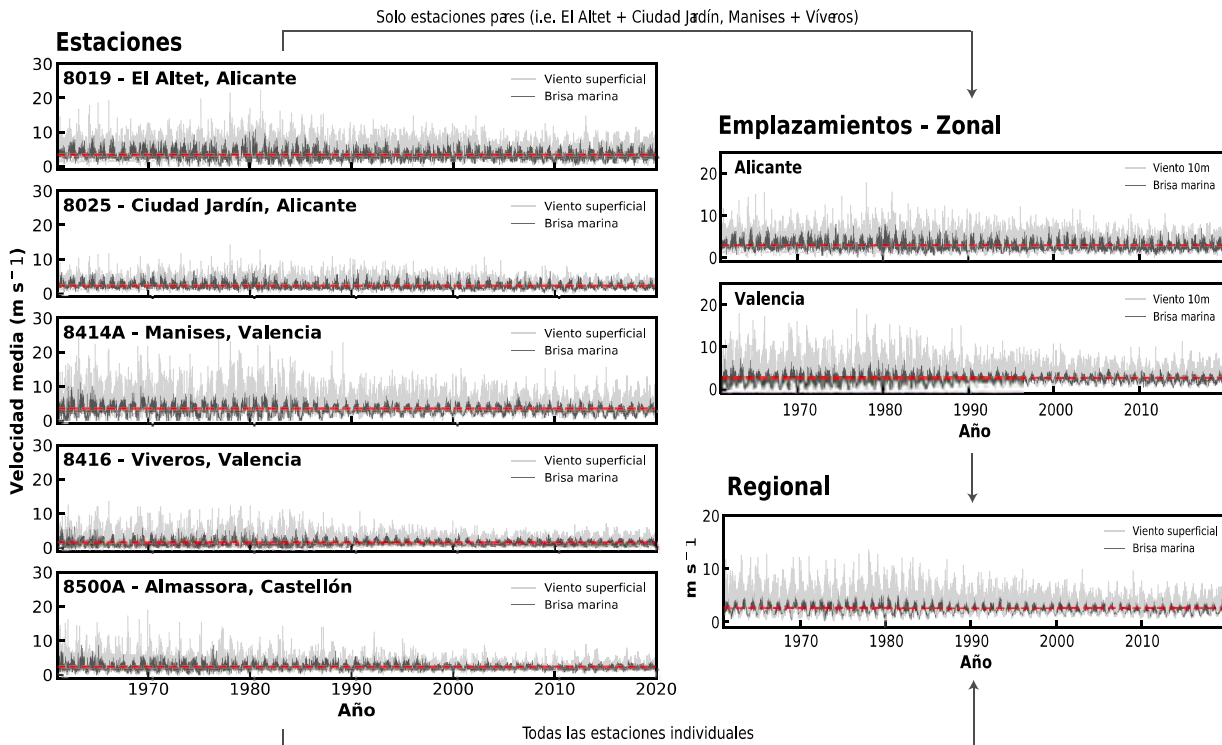 Solo estaciones pares (i.e. El Altet + Ciudad Jadín, Manises + Víveros)
Estaciones
Velocidad media (m s⁻¹)
30
20
10
0
8019 - El Altet, Alicante
Viento superficial
Brisa marina
30
20
10
0
8025 - Ciudad Jardín, Alicante
Viento superficial
Brisa marina
30
20
10
0
8414A - Manises, Valencia
Viento superficial
Brisa marina
30
20
10
0
8416 - Viveros, Valencia
Viento superficial
Brisa marina
30
20
10
0
8500A - Almassora, Castellón
Viento superficial
Brisa marina
1970 1980 1990 2000 2010 2020
Año
Emplazamientos - Zonal
20
10
0
Alicante
Viento 10m
Brisa marina
20
10
0
Valencia
Viento 10m
Brisa marina
1970 1980 1990 2000 2010
Año
Regional
m s⁻¹
20
10
0
Viento superficial
Brisa marina
1970 1980 1990 2000 2010
Año
Todas las estaciones individuales